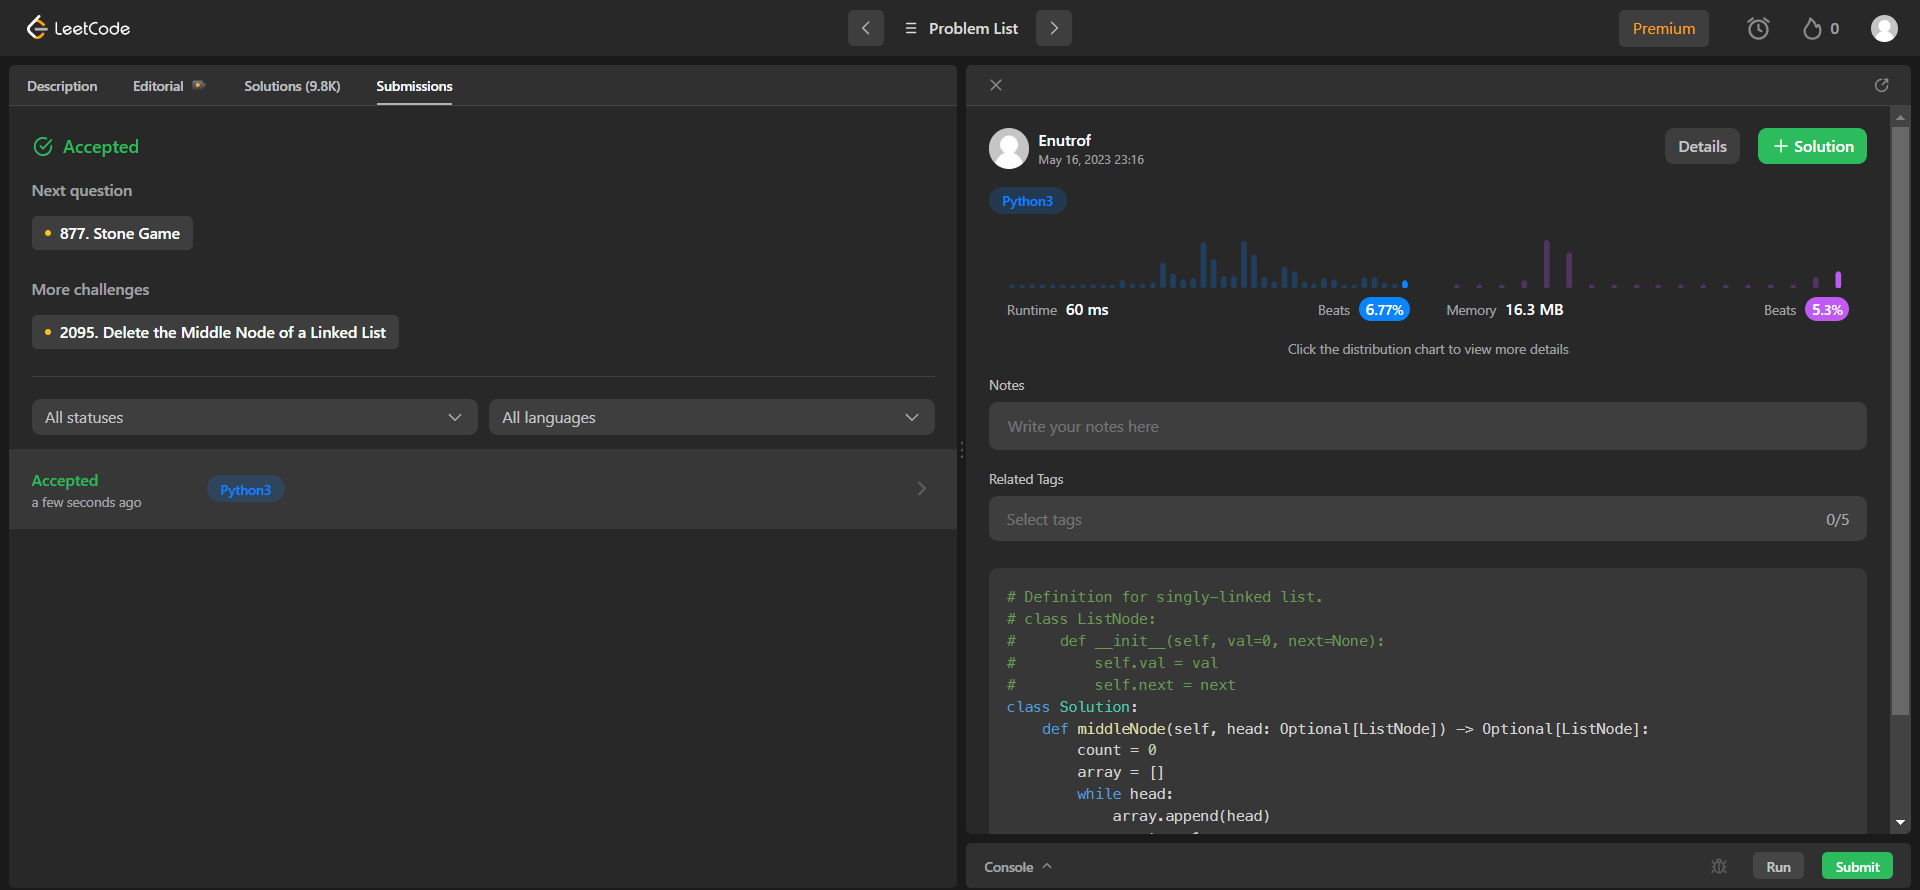 LeetCode
Problem List
Premium
0
Description
Editorial
Solutions (9.8K)
Submissions
Accepted
Next question
877. Stone Game
More challenges
2095. Delete the Middle Node of a Linked List
All statuses
All languages
Accepted
a few seconds ago
Python3
Enutrof
May 16, 2023 23:16
Details
+ Solution
Python3
Runtime 60 ms
Beats 6.77%
Memory 16.3 MB
Beats 5.3%
Click the distribution chart to view more details
Notes
Write your notes here
Related Tags
Select tags
0/5
# Definition for singly-linked list.
# class ListNode:
#     def __init__(self, val=0, next=None):
#         self.val = val
#         self.next = next
class Solution:
    def middleNode(self, head: Optional[ListNode]) -> Optional[ListNode]:
        count = 0
        array = []
        while head:
            array.append(head)
Console
Run
Submit